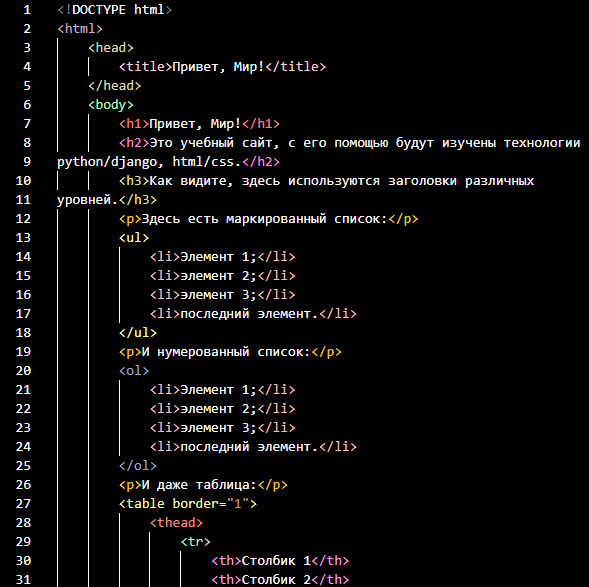 1 <!DOCTYPE html>
2 <html>
3 <head>
4 <title>Привет, Мир!</title>
5 </head>
6 <body>
7 <h1>Привет, Мир!</h1>
8 <h2>Это учебный сайт, с его помощью будут изучены технологии
9 python/django, html/css.</h2>
10 <h3>Как видите, здесь используются заголовки различных
11 уровней.</h3>
12 <p>Здесь есть маркированный список:</p>
13 <ul>
14 <li>Элемент 1;</li>
15 <li>элемент 2;</li>
16 <li>элемент 3;</li>
17 <li>последний элемент.</li>
18 </ul>
19 <p>И нумерованный список:</p>
20 <ol>
21 <li>Элемент 1;</li>
22 <li>Элемент 2;</li>
23 <li>элемент 3;</li>
24 <li>последний элемент.</li>
25 </ol>
26 <p>И даже таблица:</p>
27 <table border="1">
28 <thead>
29 <tr>
30 <th>Столбик 1</th>
31 <th>Столбик 2</th>